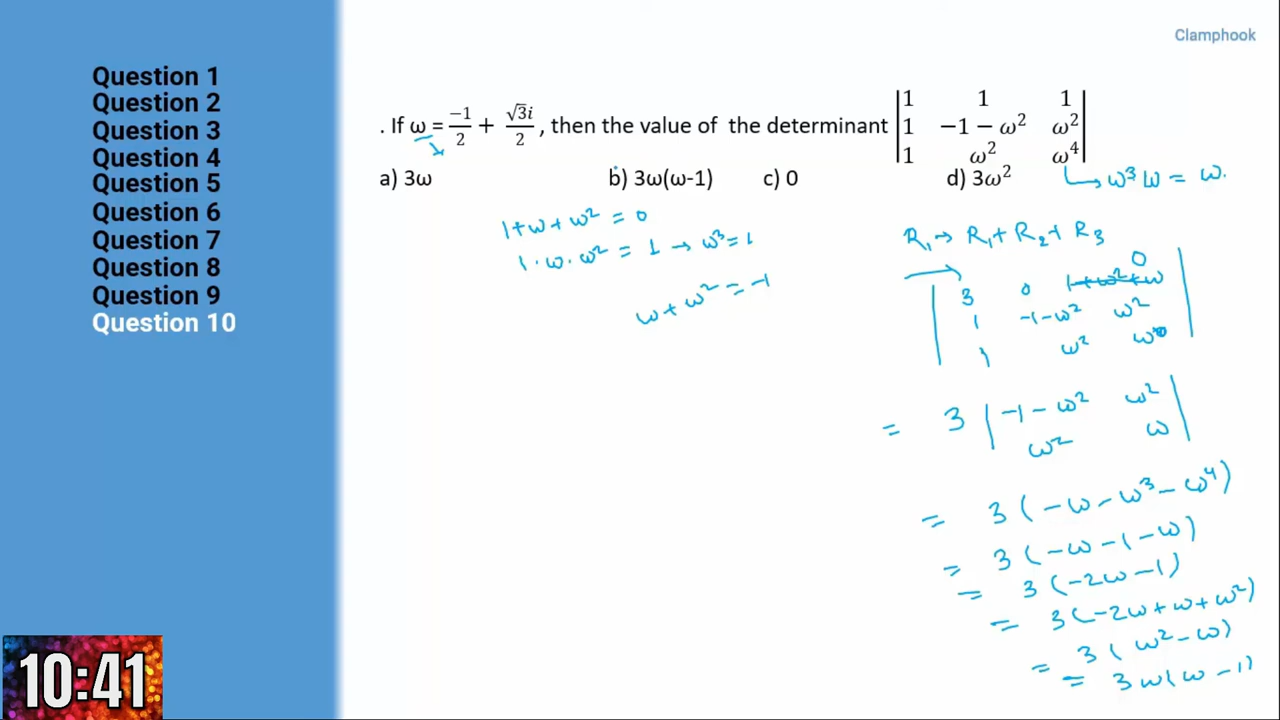 Clamphook
Question 1
Question 2
Question 3
Question 4
Question 5
Question 6
Question 7
Question 8
Question 9
Question 10
. If ω = -1/2 + √3i/2 , then the value of the determinant |1 1 1|
|1 −1 − ω² ω²|
|1 ω² ω⁴|
a) 3ω b) 3ω(ω-1) c) 0 d) 3ω²
↳ ω³ω = ω.
1+ω+ω² = 0
1·ω·ω² = 1 → ω³=1
ω+ω² = -1
R₁→ R₁+R₂+R₃
0
3 0 1+ω²+ω
1 -1-ω² ω²
1 ω² ω
= 3 | -1-ω² ω² |
ω² ω
= 3(-ω-ω³-ω⁴)
= 3(-ω-1-ω)
= 3(-2ω-1)
= 3(-2ω+ω+ω²)
= 3(ω²-ω)
= 3ω(ω-1)
10:41